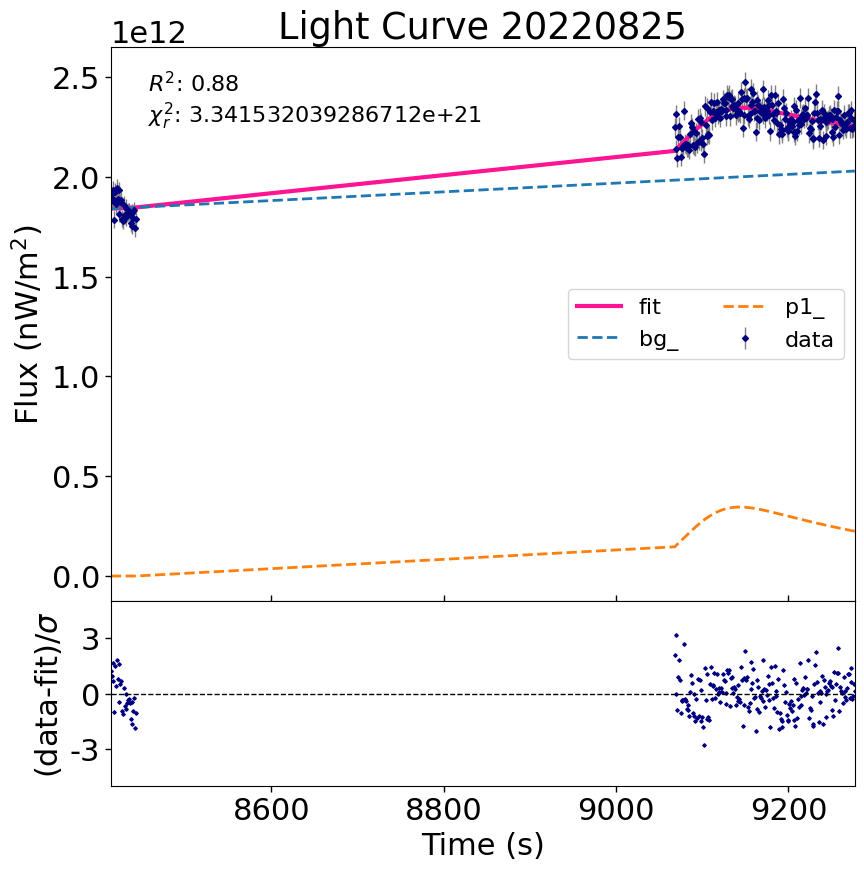 Light Curve 20220825
1e12
R²: 0.88
χ²ᵣ: 3.341532039286712e+21
2.5
2.0
1.5
1.0
0.5
0.0
Flux (nW/m²)
fit
bg_
p1_
data
3
0
-3
(data-fit)/σ
8600 8800 9000 9200
Time (s)